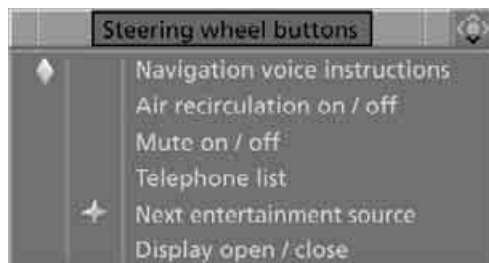 Steering wheel buttons
Navigation voice instructions
Air recirculation on / off
Mute on / off
Telephone list
Next entertainment source
Display open / close